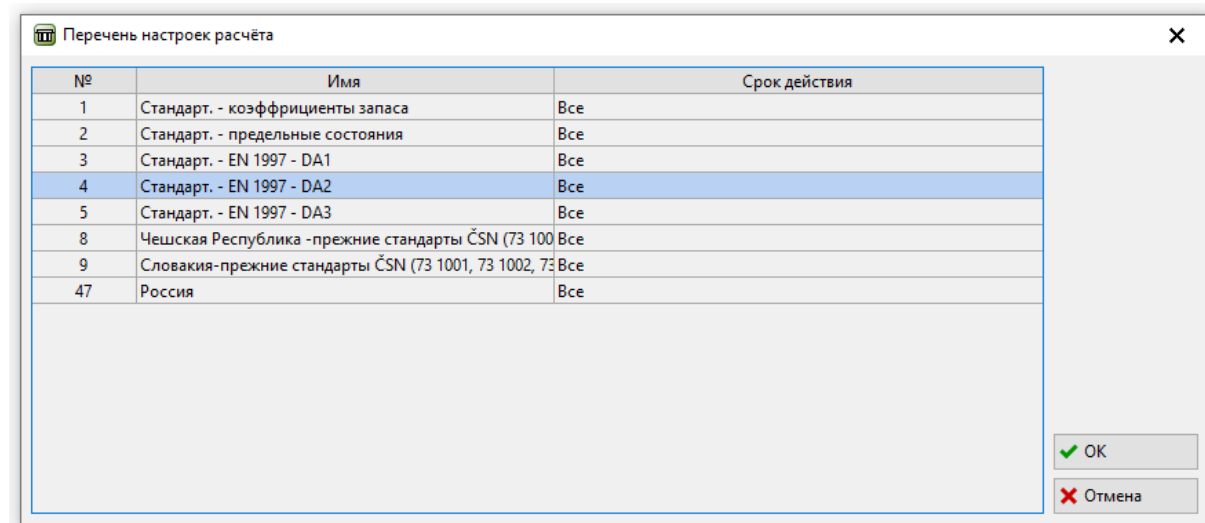 Перечень настроек расчёта
№ Имя Срок действия
1 Стандарт. - коэффрициенты запаса Все
2 Стандарт. - предельные состояния Все
3 Стандарт. - EN 1997 - DA1 Все
4 Стандарт. - EN 1997 - DA2 Все
5 Стандарт. - EN 1997 - DA3 Все
8 Чешская Республика -прежние стандарты ČSN (73 100 Все
9 Словакия-прежние стандарты ČSN (73 1001, 73 1002, 73 Все
47 Россия Все
OK
Отмена